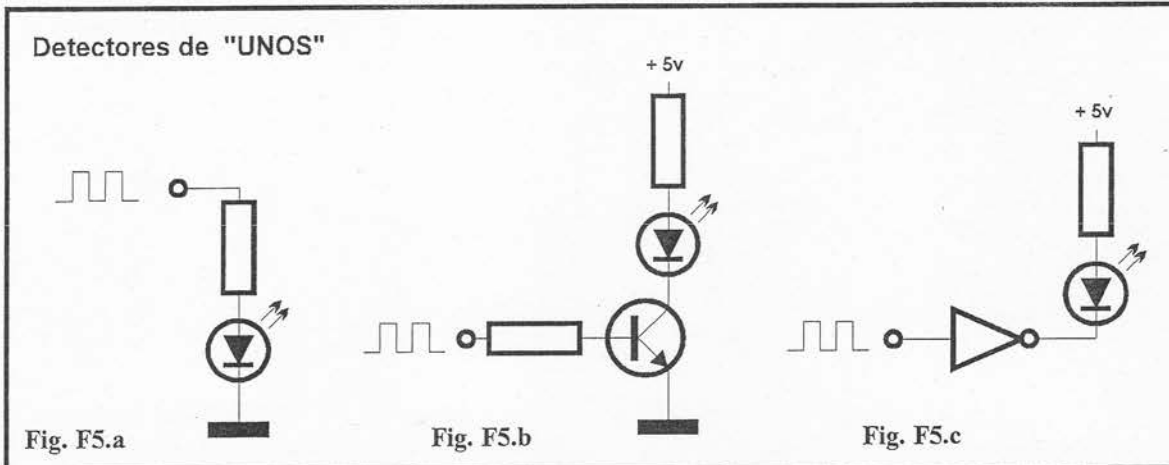 Detectores de "UNOS"
+ 5v
+ 5v
Fig. F5.a
Fig. F5.b
Fig. F5.c